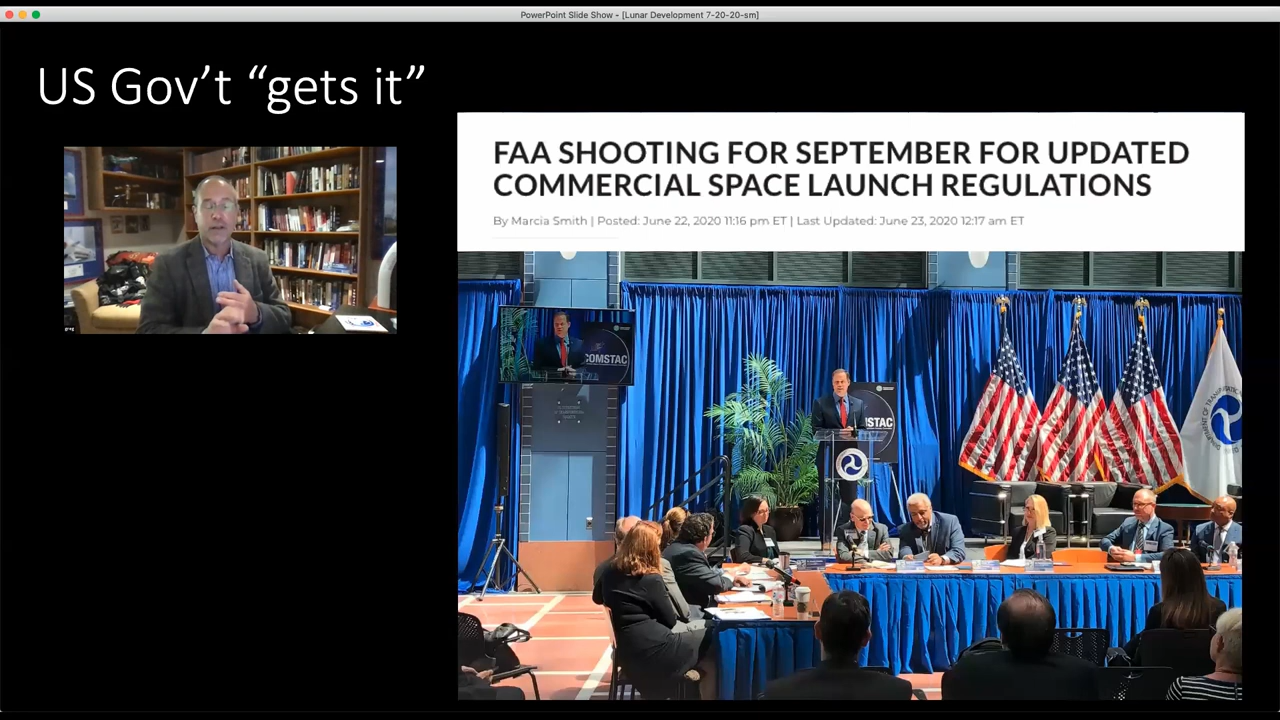 PowerPoint Slide Show - [Lunar Development 7-20-20-sm]
US Gov't “gets it”
FAA SHOOTING FOR SEPTEMBER FOR UPDATED
COMMERCIAL SPACE LAUNCH REGULATIONS
By Marcia Smith | Posted: June 22, 2020 11:16 pm ET | Last Updated: June 23, 2020 12:17 am ET
COMSTAC
MSTAC